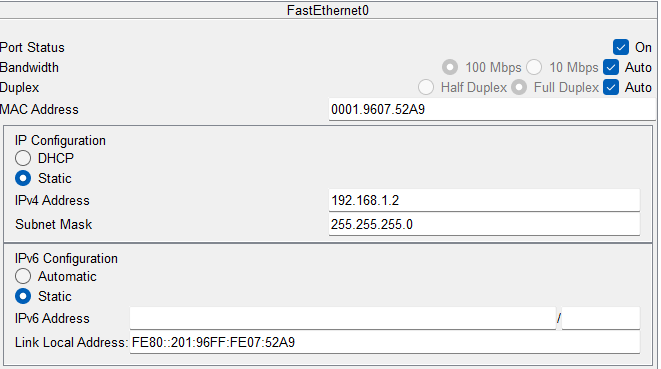 FastEthernet0
Port Status On
Bandwidth 100 Mbps 10 Mbps Auto
Duplex Half Duplex Full Duplex Auto
MAC Address 0001.9607.52A9
IP Configuration
DHCP
Static
IPv4 Address 192.168.1.2
Subnet Mask 255.255.255.0
IPv6 Configuration
Automatic
Static
IPv6 Address /
Link Local Address: FE80::201:96FF:FE07:52A9